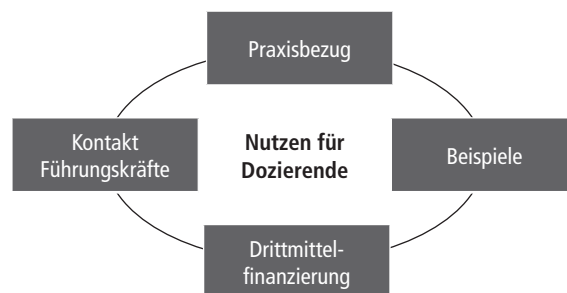 Praxisbezug
Kontakt
Führungskräfte
Nutzen für
Dozierende
Beispiele
Drittmittel-
finanzierung